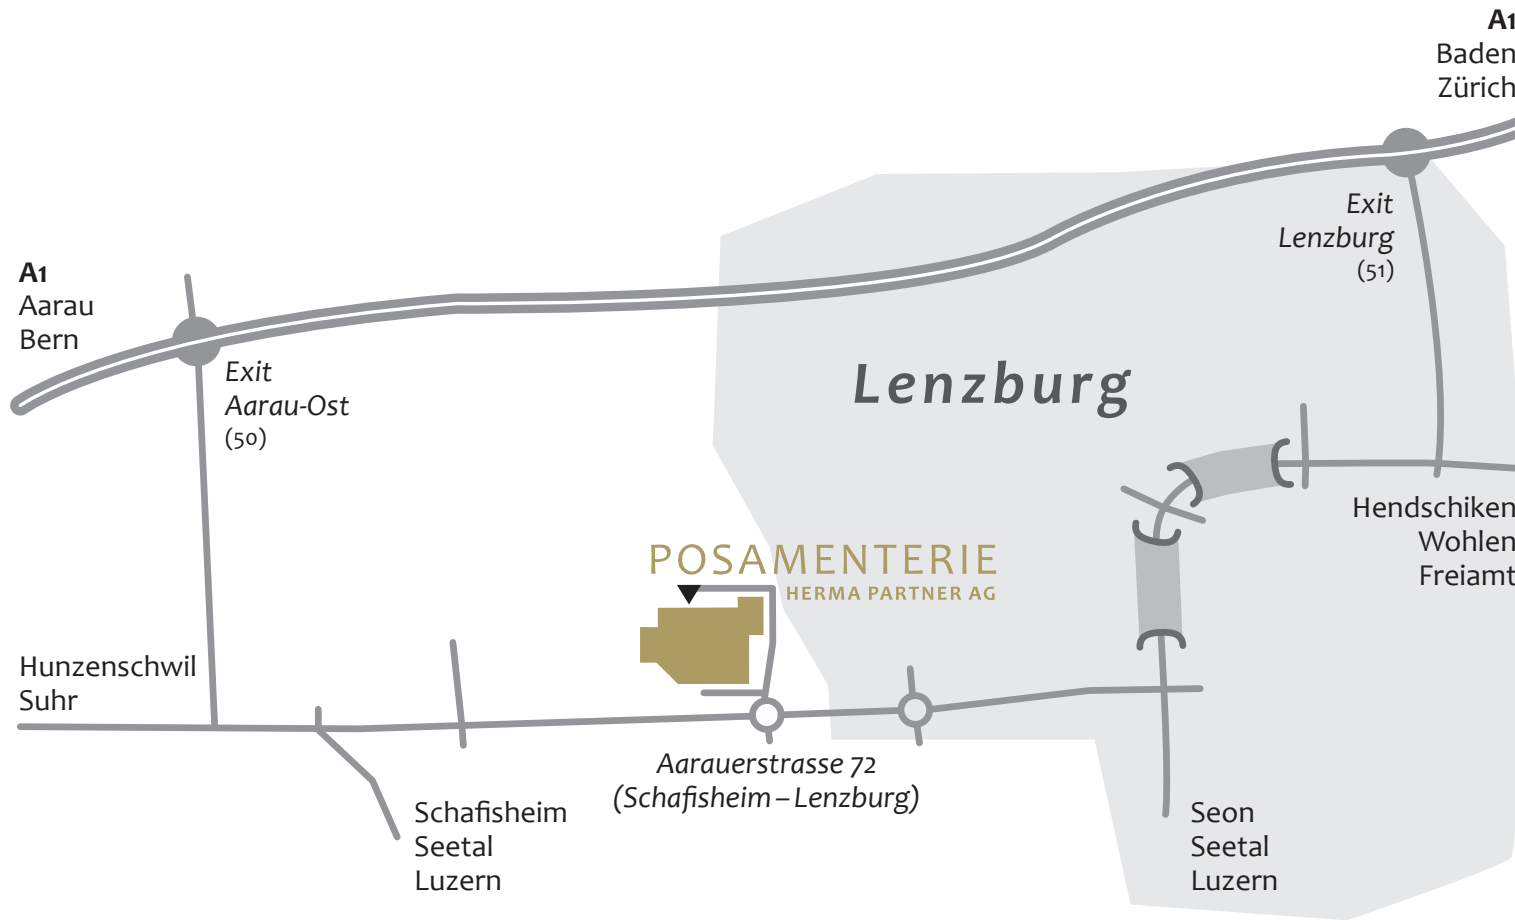 A1
Baden
Zürich
Exit
Lenzburg
(51)
A1
Aarau
Bern
Exit
Aarau-Ost
(50)
Lenzburg
Hendschiken
Wohlen
Freiamt
POSAMENTERIE
HERMA PARTNER AG
Hunzenschwil
Suhr
Aarauerstrasse 72
(Schafisheim – Lenzburg)
Schafisheim
Seetal
Luzern
Seon
Seetal
Luzern